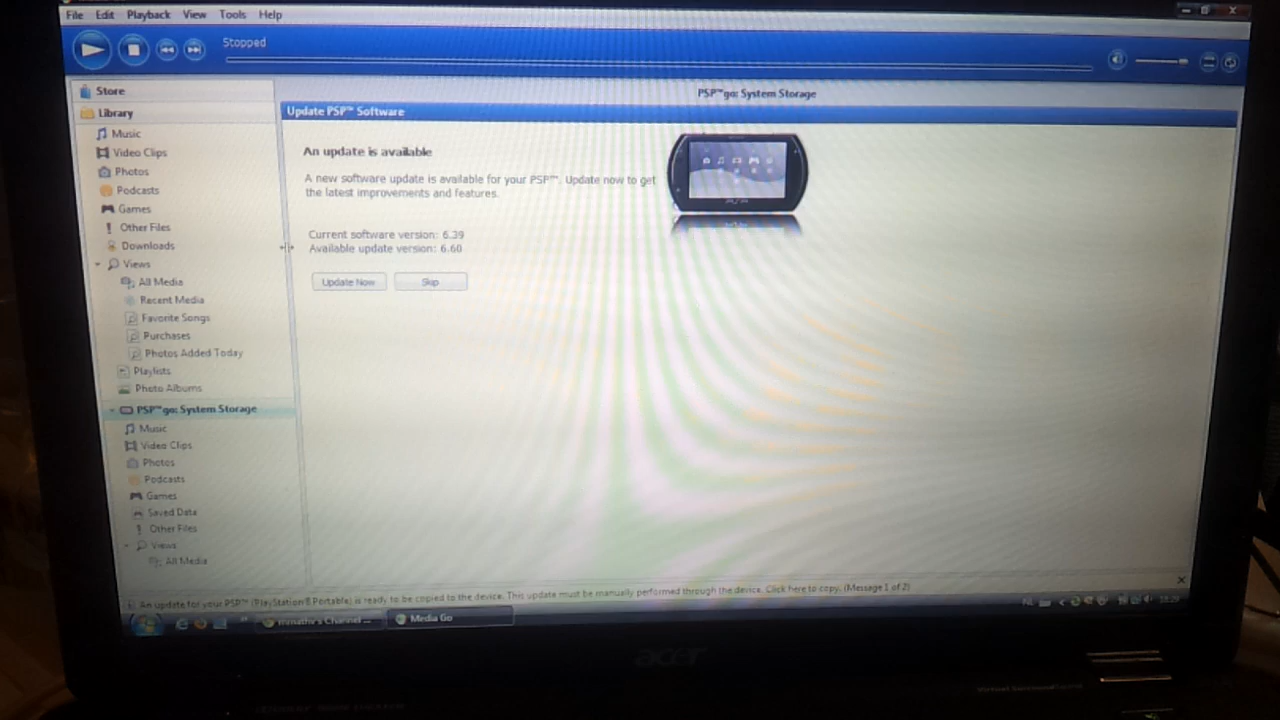 File Edit Playback View Tools Help
Stopped
Store
PSP™go: System Storage
Library
Update PSP™ Software
Music
Video Clips
Photos
Podcasts
Games
Other Files
Downloads
Views
All Media
Recent Media
Favorite Songs
Purchases
Photos Added Today
Playlists
Photo Albums
PSP™go: System Storage
Music
Video Clips
Photos
Podcasts
Games
Saved Data
Other Files
Views
All Media
An update is available
A new software update is available for your PSP™. Update now to get
the latest improvements and features.
Current software version: 6.39
Available update version: 6.60
Update Now Skip
An update for your PSP™ (PlayStation®Portable) is ready to be copied to the device. This update must be manually performed through the device. Click here to copy. (Message 1 of 2)
Channel ... Media Go
acer